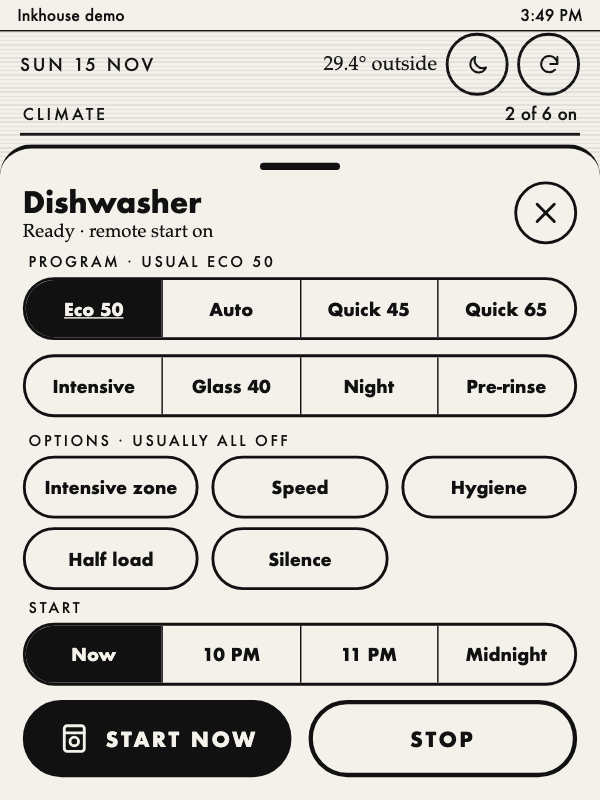 Inkhouse demo 3:49 PM
SUN 15 NOV 29.4° outside
CLIMATE 2 of 6 on
Dishwasher
Ready · remote start on
PROGRAM · USUAL ECO 50
Eco 50 Auto Quick 45 Quick 65
Intensive Glass 40 Night Pre-rinse
OPTIONS · USUALLY ALL OFF
Intensive zone Speed Hygiene
Half load Silence
START
Now 10 PM 11 PM Midnight
START NOW STOP